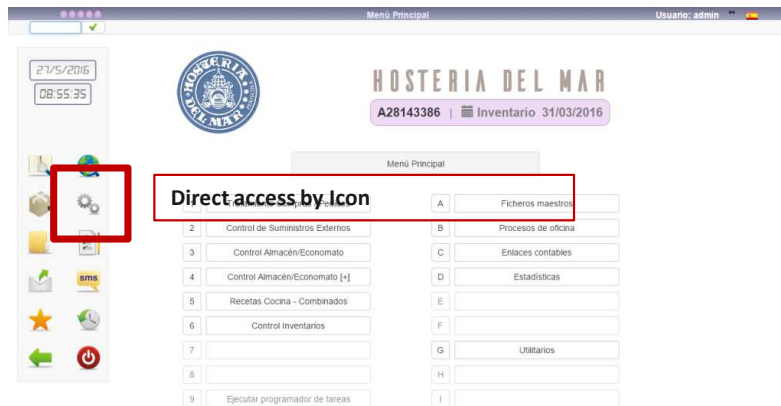 Menú Principal
Usuario: admin
27/5/2016
08:55:35
HOSTERIA DEL MAR
HOSTERIA DEL MAR
A28143386 | Inventario 31/03/2016
Menú Principal
Direct access by Icon
A Ficheros maestros
2 Control de Suministros Externos
B Procesos de oficina
3 Control Almacén/Economato
C Enlaces contables
4 Control Almacén/Economato [+]
D Estadísticas
5 Recetas Cocina - Combinados
E
6 Control Inventarios
F
7
G Utilitarios
8
H
9 Ejecutar programador de tareas
I
sms